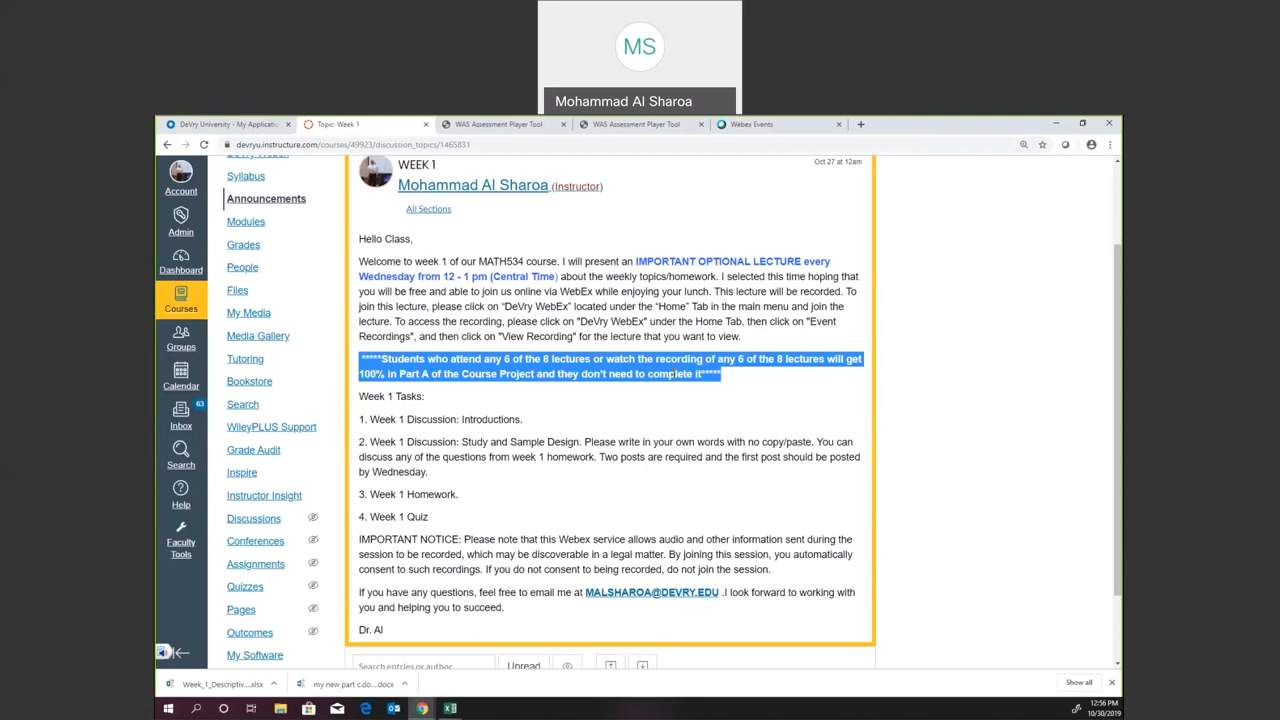 MS
Mohammad Al Sharoa
DeVry University - My Applicati
Topic: Week 1
WAS Assessment Player Tool
WAS Assessment Player Tool
Webex Events
devryu.instructure.com/courses/49923/discussion_topics/1465831
Account
Admin
Dashboard
Courses
Groups
Calendar
63
Inbox
Search
Help
Faculty
Tools
Syllabus
Announcements
Modules
Grades
People
Files
My Media
Media Gallery
Tutoring
Bookstore
Search
WileyPLUS Support
Grade Audit
Inspire
Instructor Insight
Discussions
Conferences
Assignments
Quizzes
Pages
Outcomes
My Software
WEEK 1
Oct 27 at 12am
Mohammad Al Sharoa (Instructor)
All Sections
Hello Class,
Welcome to week 1 of our MATH534 course. I will present an IMPORTANT OPTIONAL LECTURE every
Wednesday from 12 - 1 pm (Central Time) about the weekly topics/homework. I selected this time hoping that
you will be free and able to join us online via WebEx while enjoying your lunch. This lecture will be recorded. To
join this lecture, please click on “DeVry WebEx” located under the “Home” Tab in the main menu and join the
lecture. To access the recording, please click on "DeVry WebEx" under the Home Tab, then click on "Event
Recordings", and then click on "View Recording" for the lecture that you want to view.
*****Students who attend any 6 of the 8 lectures or watch the recording of any 6 of the 8 lectures will get
100% in Part A of the Course Project and they don’t need to complete it*****
Week 1 Tasks:
1. Week 1 Discussion: Introductions.
2. Week 1 Discussion: Study and Sample Design. Please write in your own words with no copy/paste. You can
discuss any of the questions from week 1 homework. Two posts are required and the first post should be posted
by Wednesday.
3. Week 1 Homework.
4. Week 1 Quiz
IMPORTANT NOTICE: Please note that this Webex service allows audio and other information sent during the
session to be recorded, which may be discoverable in a legal matter. By joining this session, you automatically
consent to such recordings. If you do not consent to being recorded, do not join the session.
If you have any questions, feel free to email me at MALSHAROA@DEVRY.EDU .I look forward to working with
you and helping you to succeed.
Dr. Al
Search entries or author
Unread
Week_1_Descriptiv....xlsx
my new part c.do....docx
Show all
12:56 PM
10/30/2019